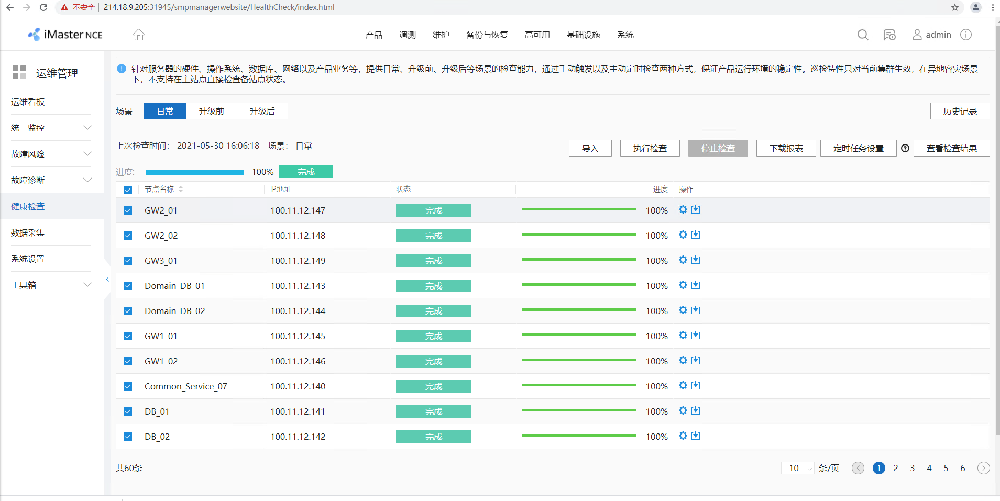 不安全 214.18.9.205:31945/smpmanagerwebsite/HealthCheck/index.html
iMaster NCE 产品 调测 维护 备份与恢复 高可用 基础设施 系统 admin
运维管理
运维看板
统一监控
故障风险
故障诊断
健康检查
数据采集
系统设置
工具箱
针对服务器的硬件、操作系统、数据库、网络以及产品业务等，提供日常、升级前、升级后等场景的检查能力，通过手动触发以及主动定时检查两种方式，保证产品运行环境的稳定性。巡检特性只对当前集群生效，在异地容灾场景
下，不支持在主站点直接检查备站点状态。
场景 日常 升级前 升级后 历史记录
上次检查时间： 2021-05-30 16:06:18 场景： 日常 导入 执行检查 停止检查 下载报表 定时任务设置 查看检查结果
进度: 100% 完成
节点名称 IP地址 状态 进度 操作
GW2_01 100.11.12.147 完成 100%
GW2_02 100.11.12.148 完成 100%
GW3_01 100.11.12.149 完成 100%
Domain_DB_01 100.11.12.143 完成 100%
Domain_DB_02 100.11.12.144 完成 100%
GW1_01 100.11.12.145 完成 100%
GW1_02 100.11.12.146 完成 100%
Common_Service_07 100.11.12.140 完成 100%
DB_01 100.11.12.141 完成 100%
DB_02 100.11.12.142 完成 100%
共60条 10 条/页 1 2 3 4 5 6